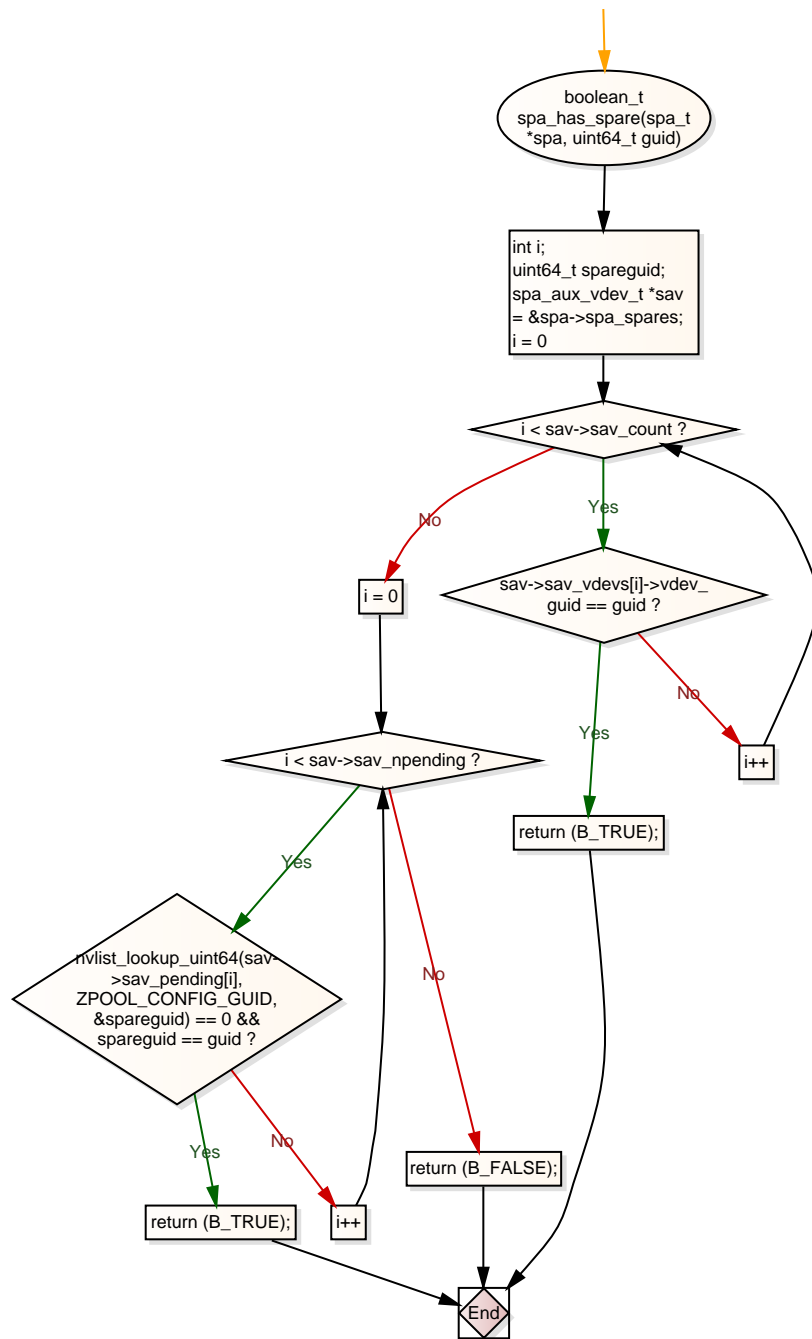 boolean_t
spa_has_spare(spa_t
*spa, uint64_t guid)
int i;
uint64_t spareguid;
spa_aux_vdev_t *sav
= &spa->spa_spares;
i = 0
i < sav->sav_count ?
No
Yes
i = 0
sav->sav_vdevs[i]->vdev_
guid == guid ?
No
Yes
i++
i < sav->sav_npending ?
return (B_TRUE);
Yes
No
nvlist_lookup_uint64(sav-
>sav_pending[i],
ZPOOL_CONFIG_GUID,
&spareguid) == 0 &&
spareguid == guid ?
Yes
No
return (B_FALSE);
return (B_TRUE);
i++
End